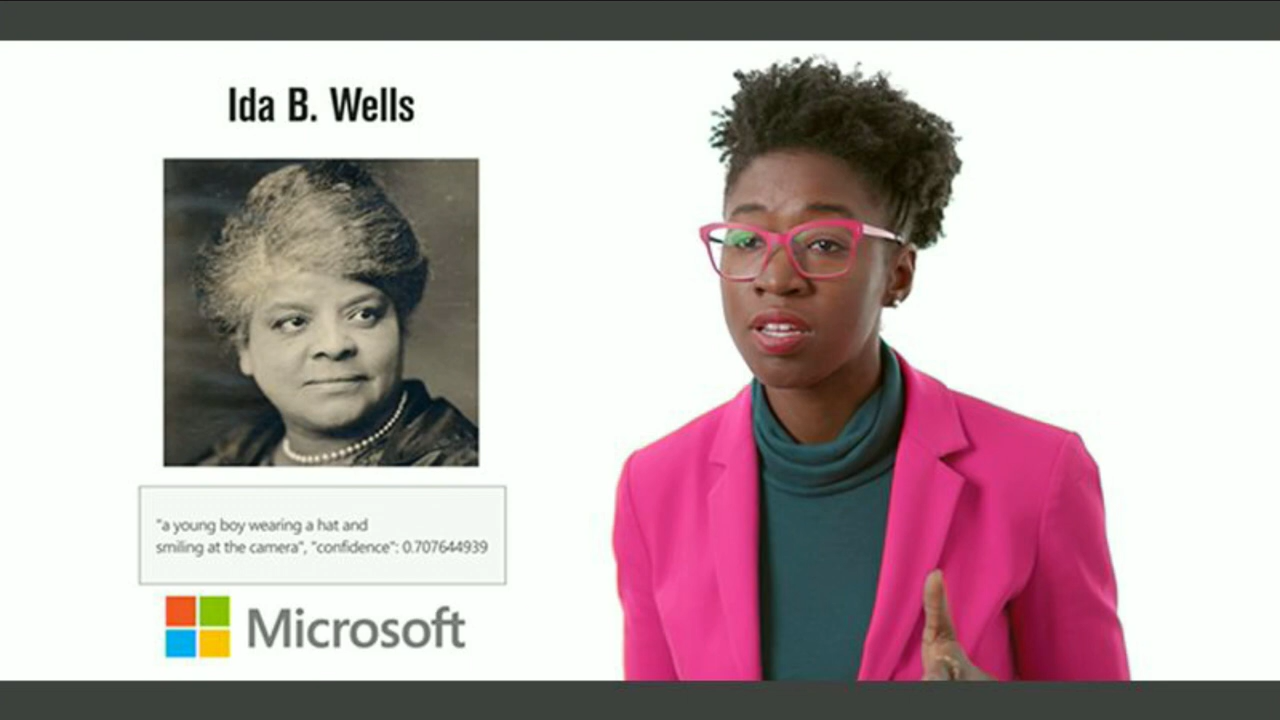 Ida B. Wells
"a young boy wearing a hat and
smiling at the camera", "confidence": 0.707644939
Microsoft